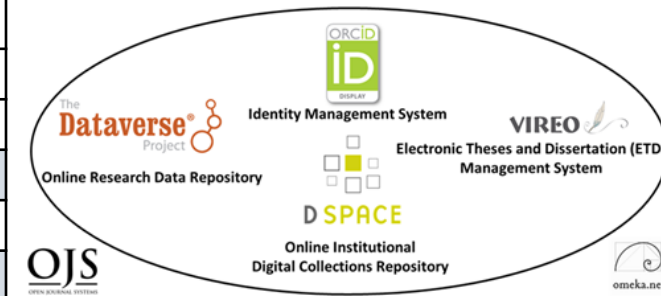 ORCID
iD
DISPLAY
Identity Management System
The
Dataverse®
Project
Online Research Data Repository
VIREO
Electronic Theses and Dissertation (ETD
Management System
DSPACE
Online Institutional
Digital Collections Repository
OJS
OPEN JOURNAL SYSTEMS
omeka.ne